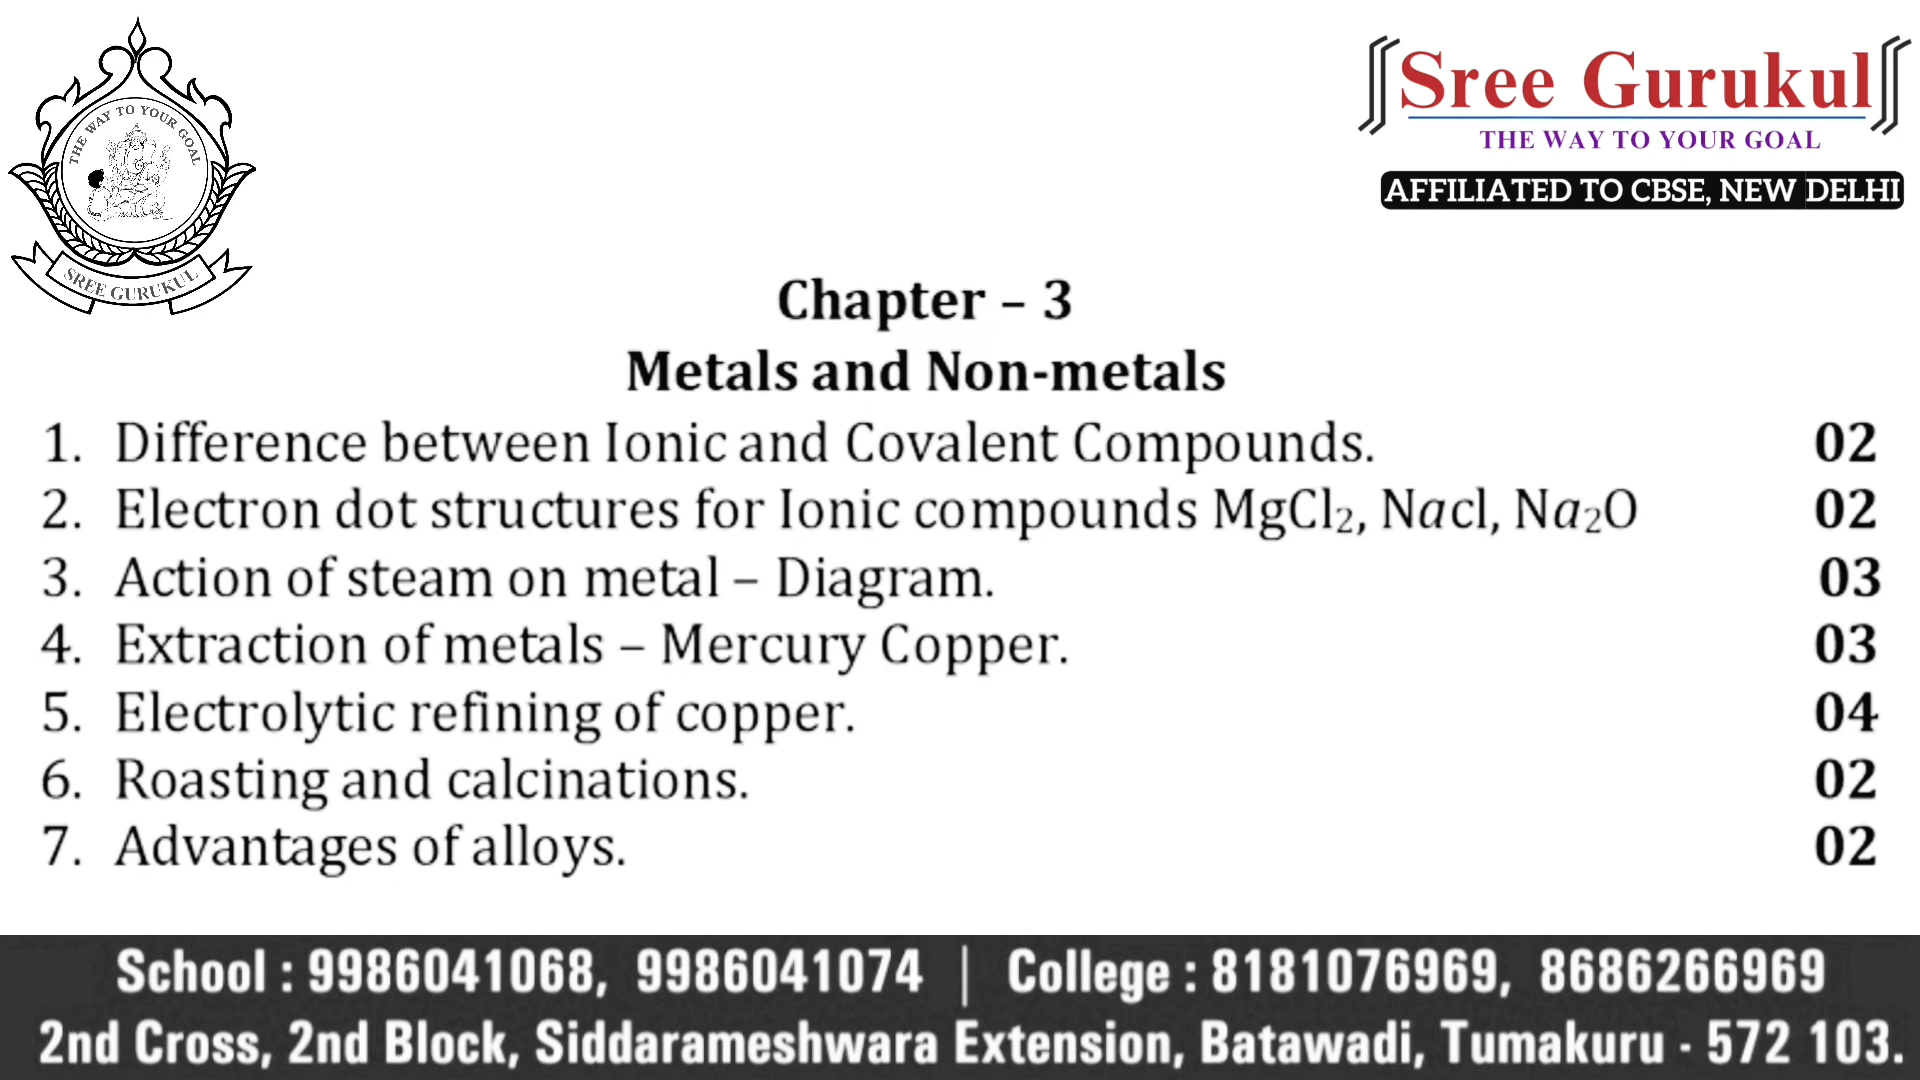 THE WAY TO YOUR GOAL
SREE GURUKUL
Sree Gurukul
THE WAY TO YOUR GOAL
AFFILIATED TO CBSE, NEW DELHI
Chapter – 3
Metals and Non-metals
1. Difference between Ionic and Covalent Compounds. 02
2. Electron dot structures for Ionic compounds MgCl₂, Nacl, Na₂O 02
3. Action of steam on metal – Diagram. 03
4. Extraction of metals – Mercury Copper. 03
5. Electrolytic refining of copper. 04
6. Roasting and calcinations. 02
7. Advantages of alloys. 02
School : 9986041068, 9986041074 | College : 8181076969, 8686266969
2nd Cross, 2nd Block, Siddarameshwara Extension, Batawadi, Tumakuru - 572 103.